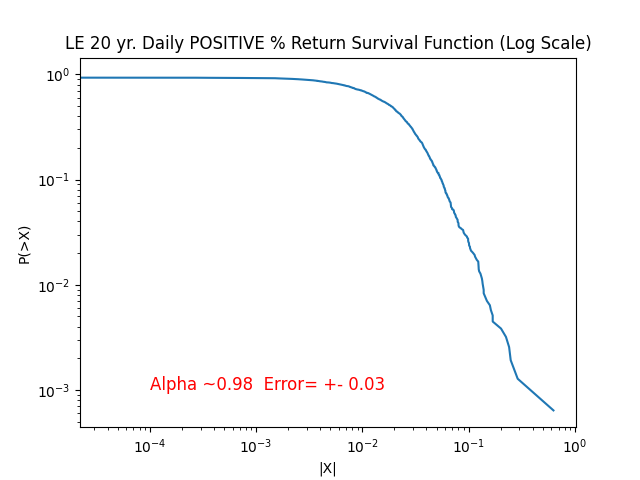 LE 20 yr. Daily POSITIVE % Return Survival Function (Log Scale)
10⁰
10⁻¹
10⁻²
10⁻³
P(>X)
Alpha ~0.98  Error= +- 0.03
10⁻⁴ 10⁻³ 10⁻² 10⁻¹ 10⁰
|X|